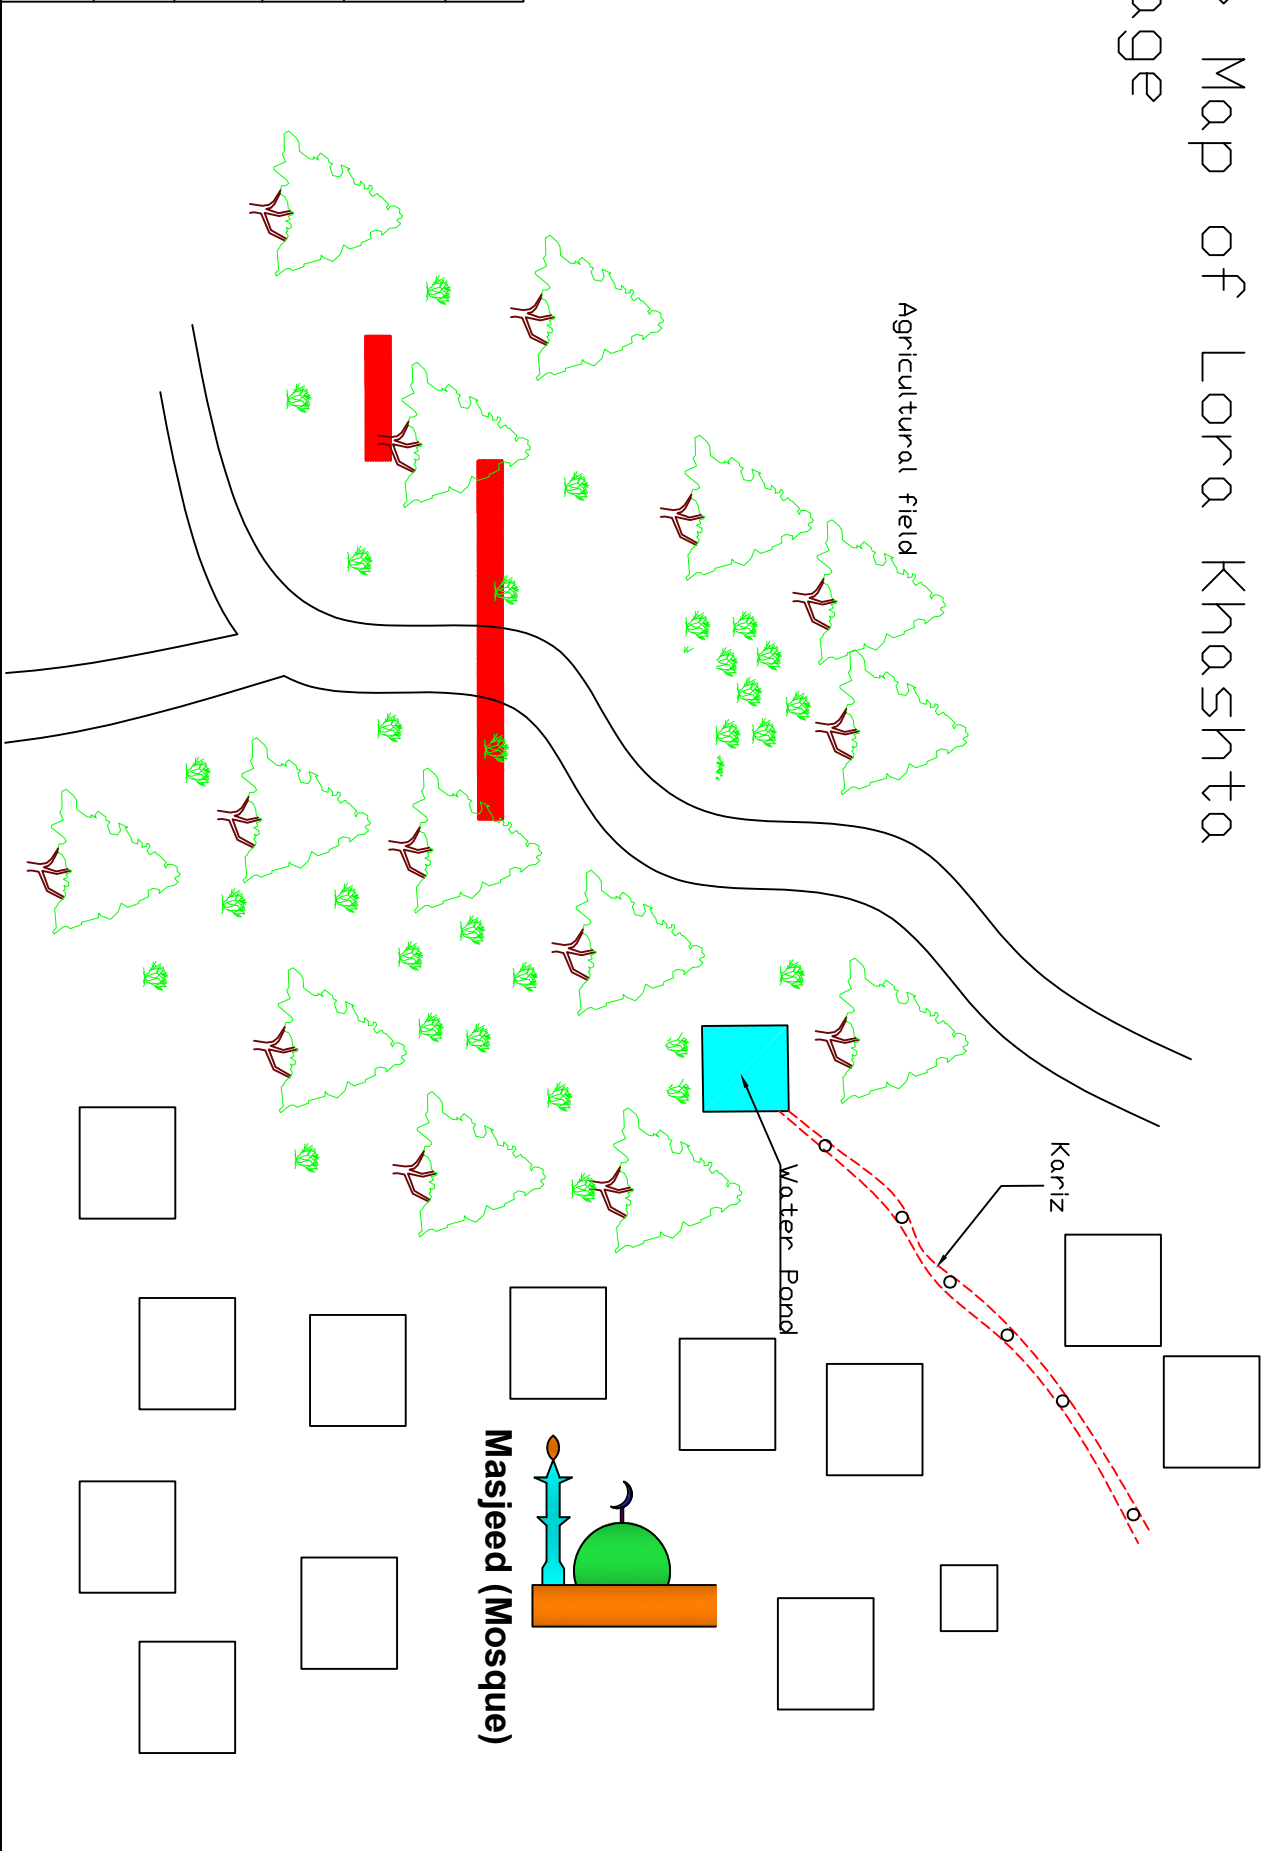 Map of Lora Khashta
age
Agricultural field
Kariz
Water Pond
Masjeed (Mosque)